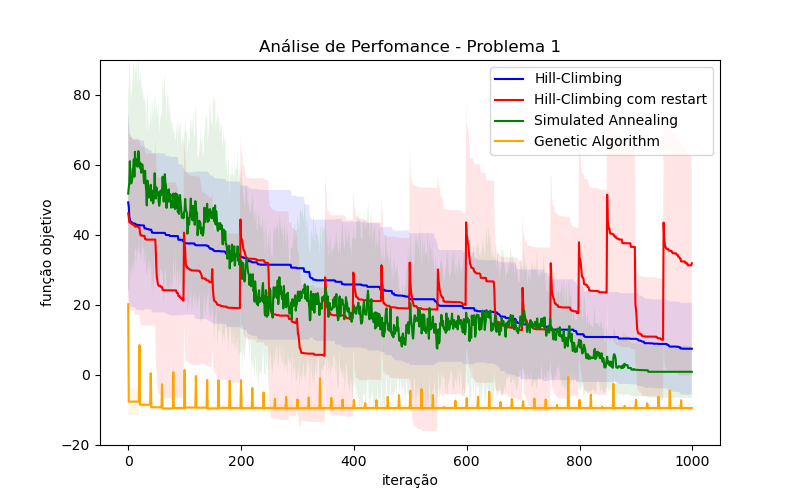 Análise de Perfomance - Problema 1
Hill-Climbing
Hill-Climbing com restart
Simulated Annealing
Genetic Algorithm
função objetivo
80
60
40
20
0
−20
0 200 400 600 800 1000
iteração